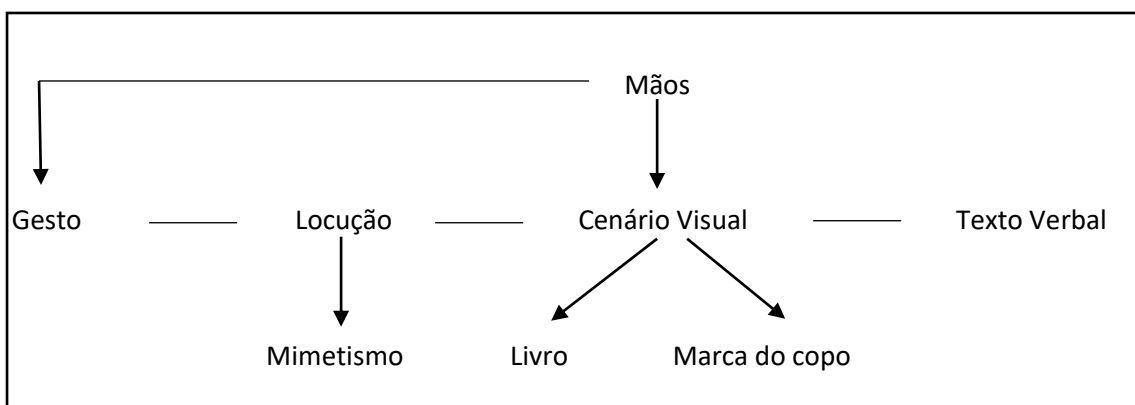 Mãos
Gesto Locução Cenário Visual Texto Verbal
Mimetismo Livro Marca do copo